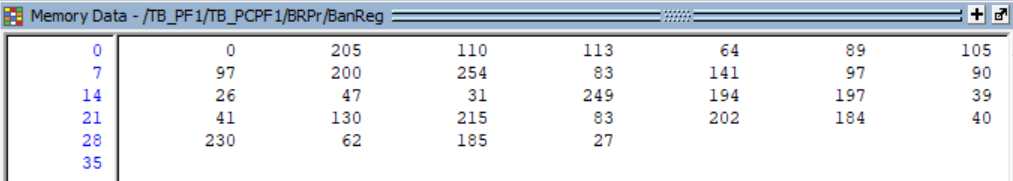 Memory Data - /TB_PF1/TB_PCPF1/BRPr/BanReg
0 0 205 110 113 64 89 105
7 97 200 254 83 141 97 90
14 26 47 31 249 194 197 39
21 41 130 215 83 202 184 40
28 230 62 185 27
35